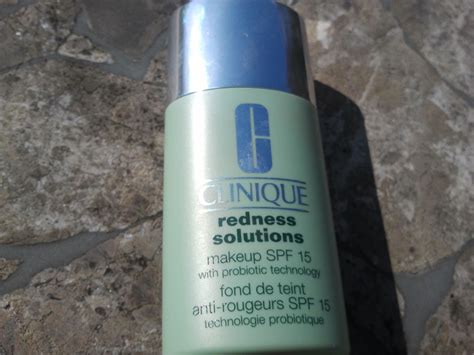 CLINIQUE
redness
solutions
makeup SPF 15
with probiotic technology
fond de teint
anti-rougeurs SPF 15
technologie probiotique